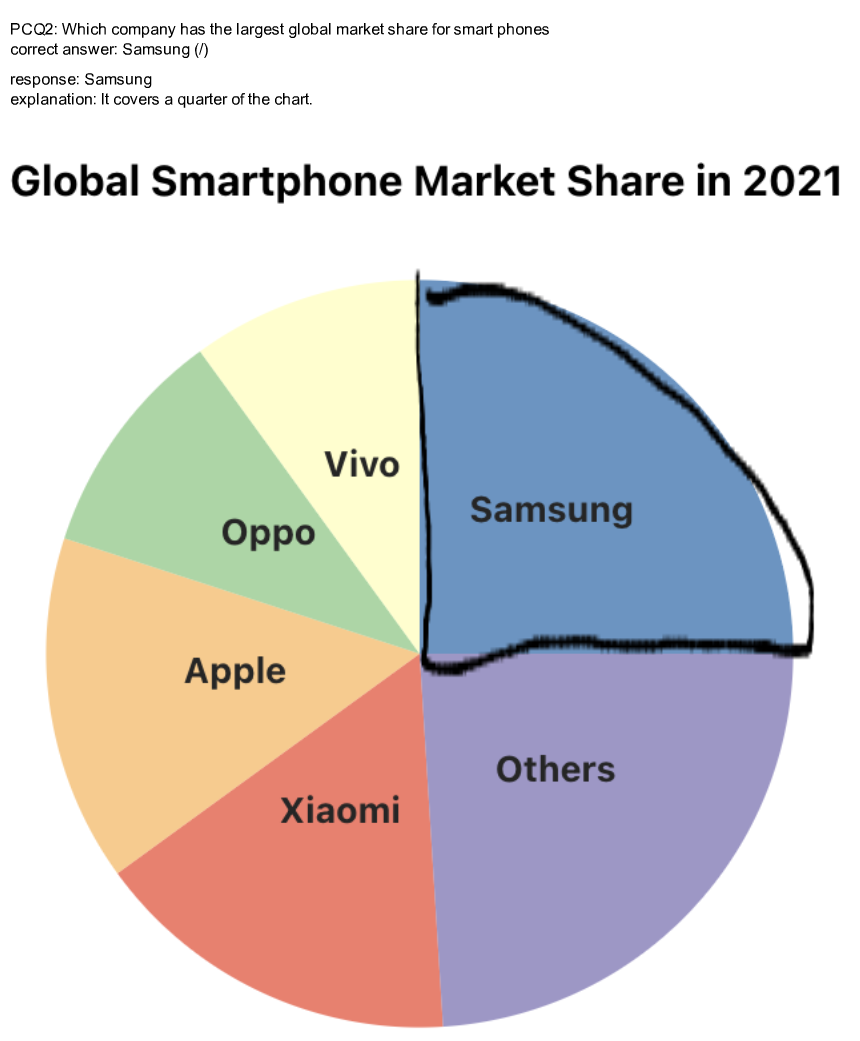 PCQ2: Which company has the largest global market share for smart phones
correct answer: Samsung (/)
response: Samsung
explanation: It covers a quarter of the chart.
Global Smartphone Market Share in 2021
Vivo
Samsung
Oppo
Apple
Others
Xiaomi